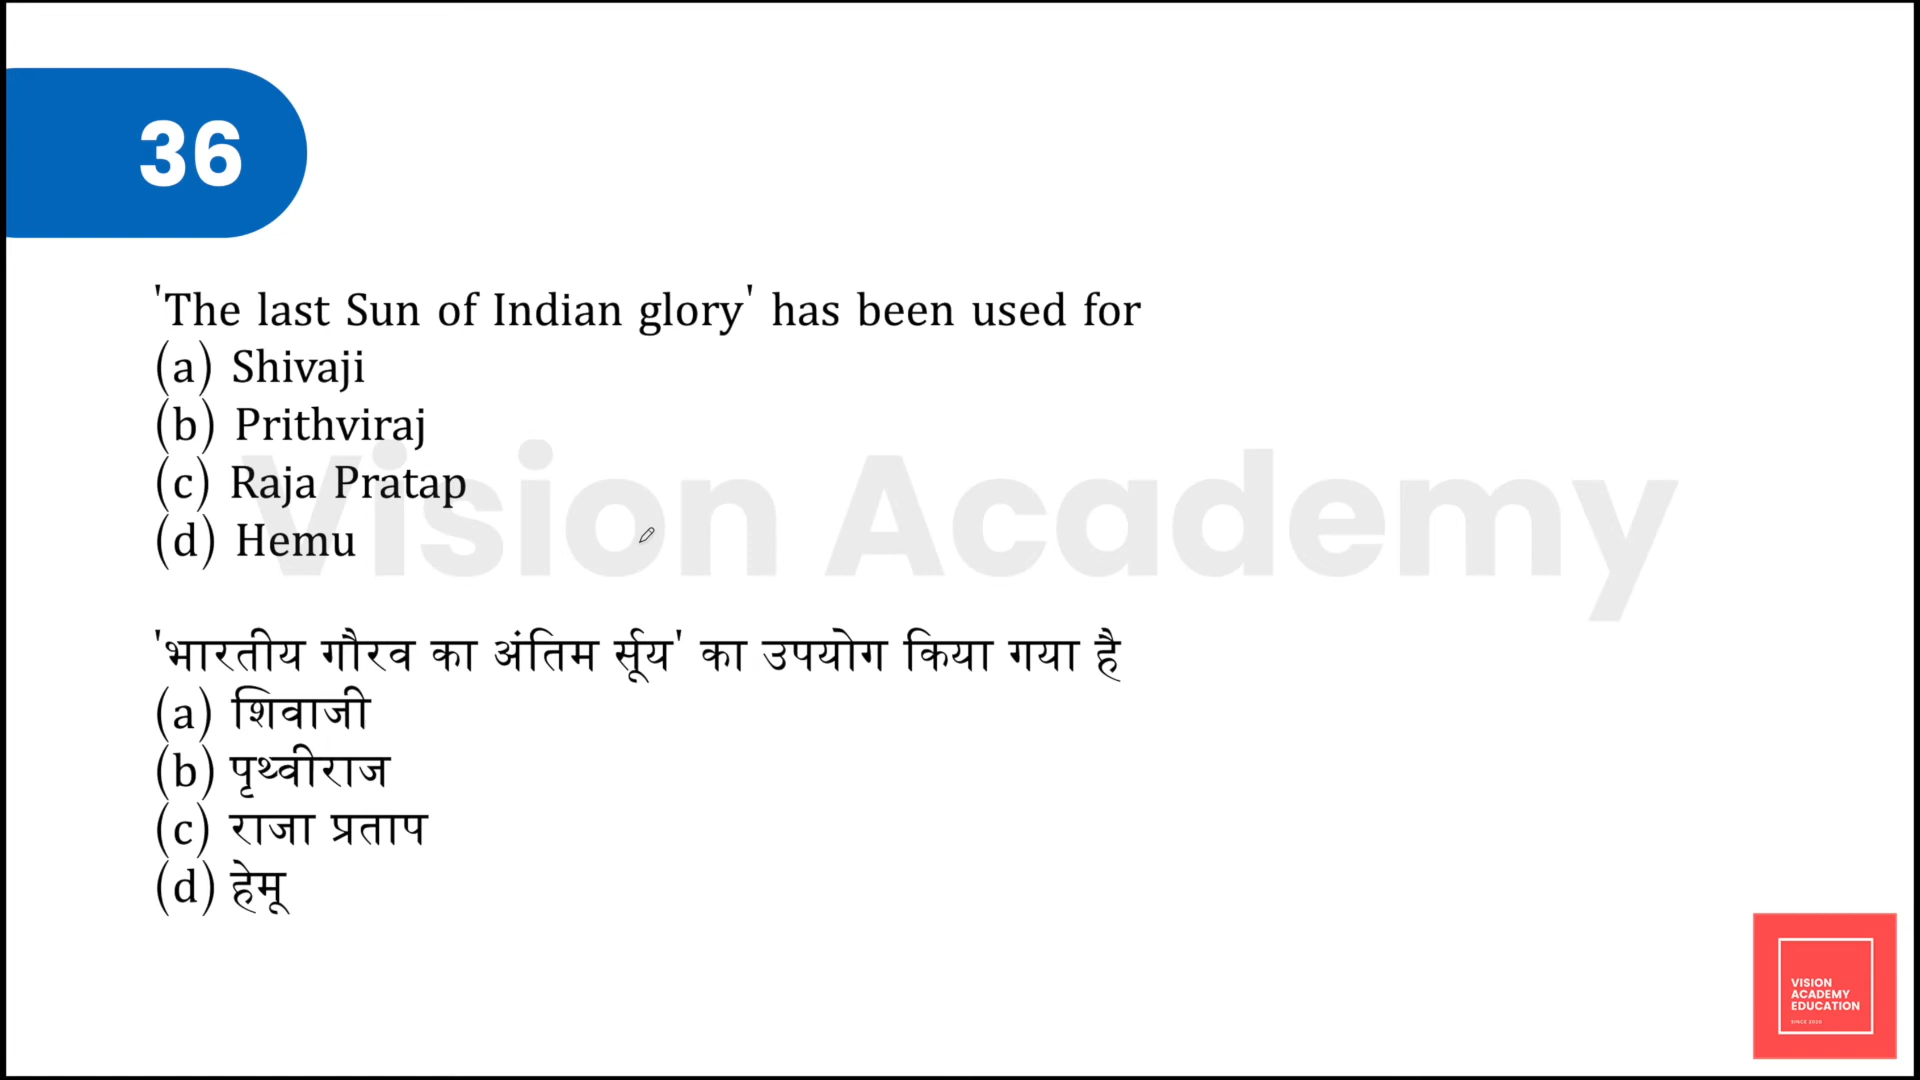 36
'The last Sun of Indian glory' has been used for
(a) Shivaji
(b) Prithviraj
(c) Raja Pratap
(d) Hemu
Vision Academy
'भारतीय गौरव का अंतिम र्सूय' का उपयोग किया गया है
(a) शिवाजी
(b) पृथ्वीराज
(c) राजा प्रताप
(d) हेमू
VISION
ACADEMY
EDUCATION
SINCE 2020